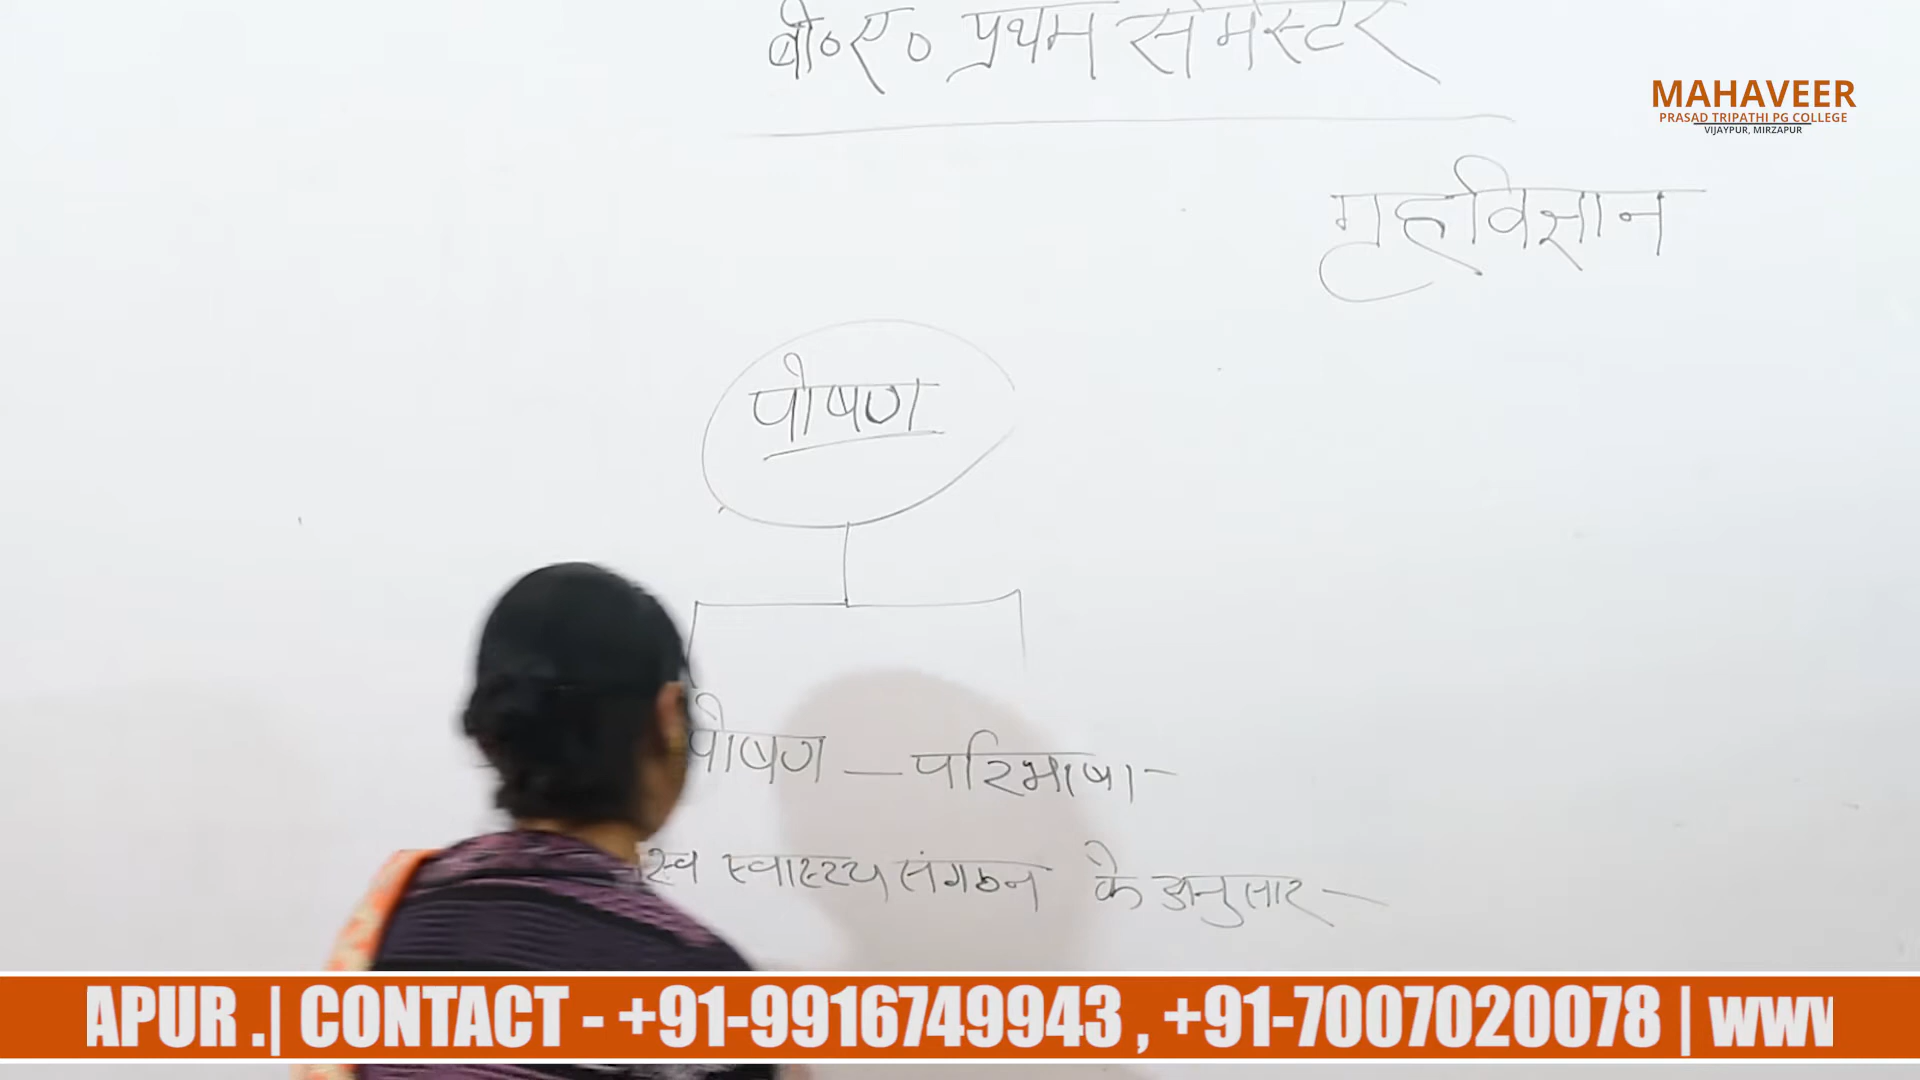 बी०ए० प्रथम सेमेस्टर
MAHAVEER
PRASAD TRIPATHI PG COLLEGE
VIJAYPUR, MIRZAPUR
गृहविज्ञान
पोषण
पोषण — परिभाषा —
स्वास्थ्य संगठन के अनुसार —
APUR .| CONTACT - +91-9916749943 , +91-7007020078 | www